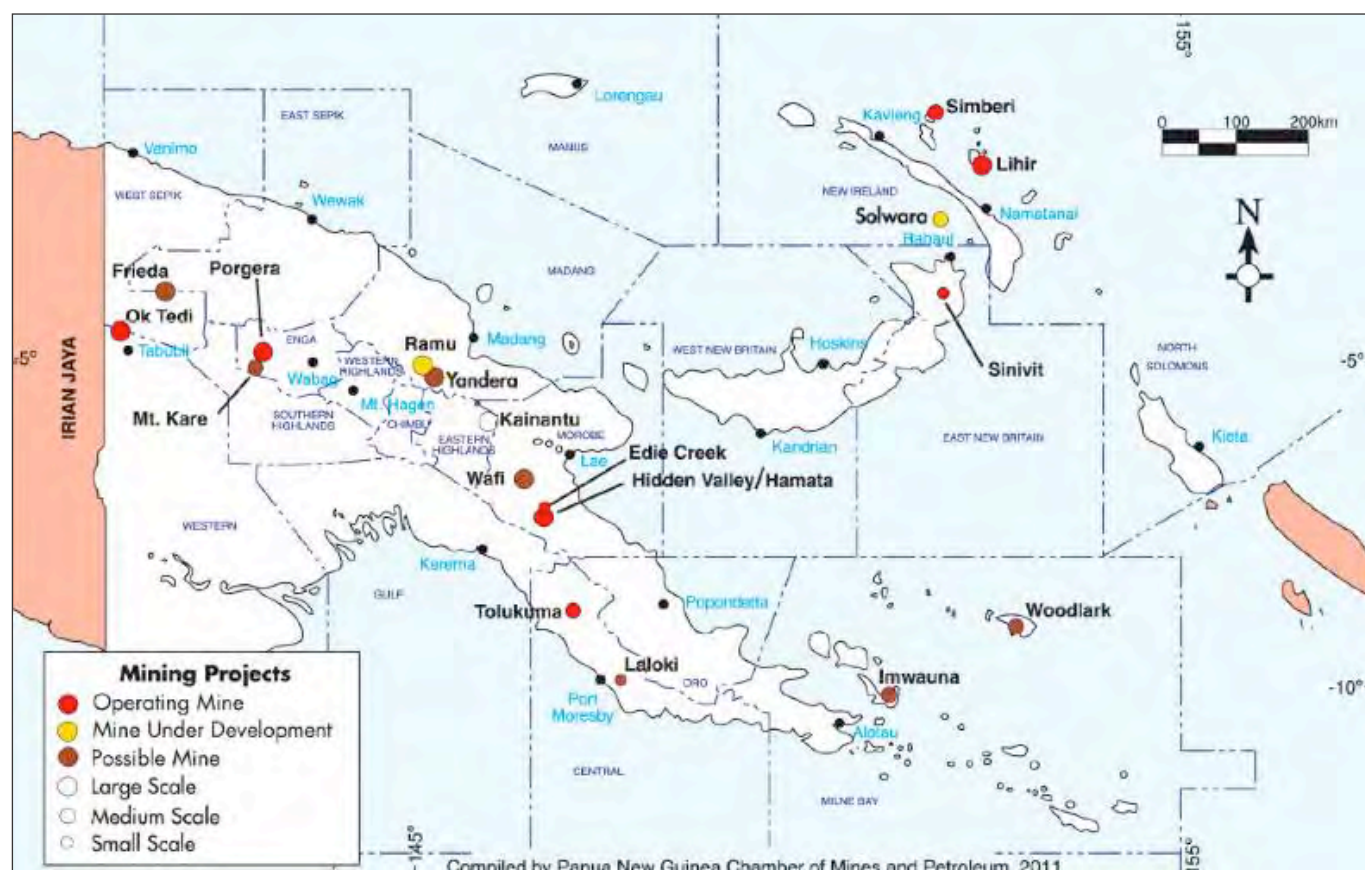 155°
Lorengau
Simberi
Kavieng
0 100 200km
EAST SEPIK
MANUS
Vanimo
Lihir
WEST SEPIK
NEW IRELAND
Wewak
Solwara
Namatanai
N
Rabaul
Frieda
Porgera
MADANG
Ok Tedi
Tabubil
ENGA
Ramu
Madang
-5°
WESTERN
HIGHLANDS
Wabag
Yandera
WEST NEW BRITAIN
Hoskins
Sinivit
NORTH
SOLOMONS
-5°
IRIAN JAYA
Mt. Kare
Mt. Hagen
SOUTHERN
HIGHLANDS
CHIMBU
Kainantu
EASTERN
HIGHLANDS
MOROBE
Lae
Edie Creek
Kandrian
EAST NEW BRITAIN
Kieta
Wafi
Hidden Valley/Hamata
WESTERN
Kerema
GULF
Tolukuma
Popondetta
Woodlark
Laloki
ORO
Imwauna
-10°
Port
Moresby
Alotau
CENTRAL
MILNE BAY
Mining Projects
Operating Mine
Mine Under Development
Possible Mine
Large Scale
Medium Scale
Small Scale
-145°
Compiled by Papua New Guinea Chamber of Mines and Petroleum, 2011
155°